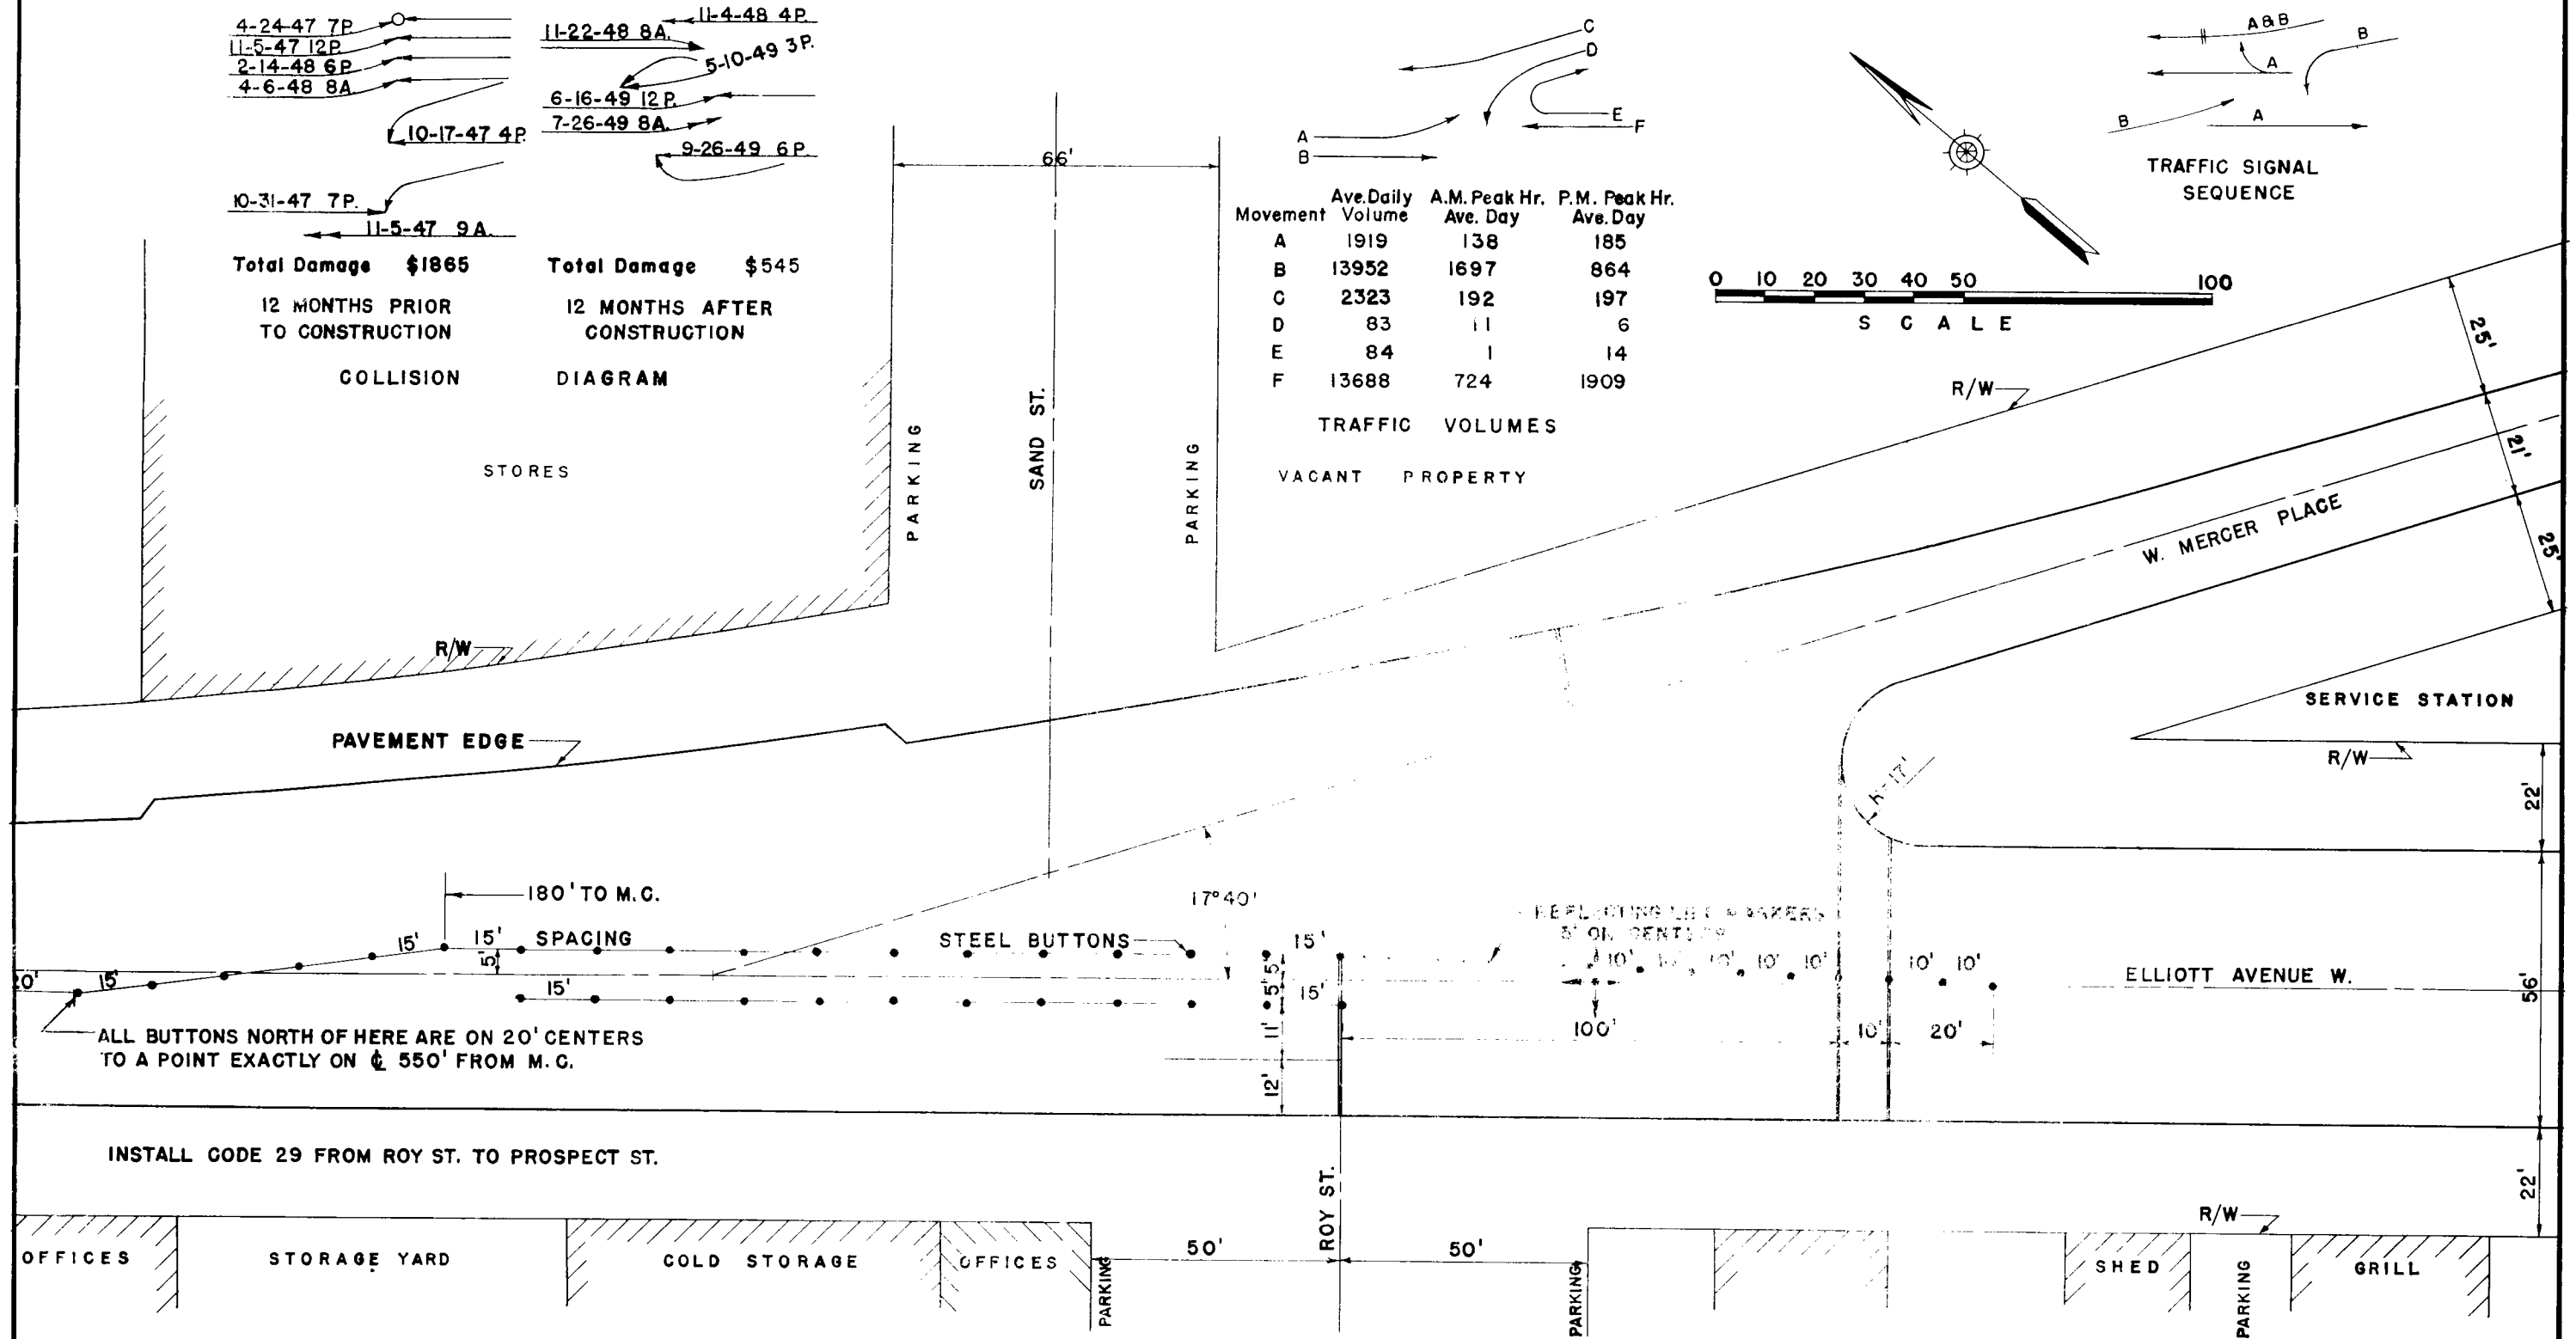 4-24-47 7P.
11-5-47 12P.
2-14-48 6P.
4-6-48 8A.
10-17-47 4P.
10-31-47 7P.
11-5-47 9A.
Total Damage $1865
12 MONTHS PRIOR
TO CONSTRUCTION
11-4-48 4P.
11-22-48 8A.
5-10-49 3P.
6-16-49 12P.
7-26-49 8A.
9-26-49 6P.
Total Damage $545
12 MONTHS AFTER
CONSTRUCTION
COLLISION DIAGRAM
66'
C
D
A
B
E
F
Movement Ave. Daily Volume A.M. Peak Hr. Ave. Day P.M. Peak Hr. Ave. Day
A 1919 138 185
B 13952 1697 864
C 2323 192 197
D 83 11 6
E 84 1 14
F 13688 724 1909
TRAFFIC VOLUMES
A & B
B
A
B
A
TRAFFIC SIGNAL
SEQUENCE
0 10 20 30 40 50 100
SCALE
STORES
PARKING
SAND ST.
PARKING
VACANT PROPERTY
R/W
25'
21'
25'
W. MERCER PLACE
R/W
PAVEMENT EDGE
SERVICE STATION
R/W
22'
180' TO M.C.
17°40'
15' 15' SPACING
5'
STEEL BUTTONS
15'
REFLECTING
5' ON CENTERS
20' 15'
15'
5'
5'
15'
11'
12'
10' 10' 10' 10' 10'
10' 10'
100'
10'
20'
ELLIOTT AVENUE W.
56'
ALL BUTTONS NORTH OF HERE ARE ON 20' CENTERS
TO A POINT EXACTLY ON ℄ 550' FROM M.C.
INSTALL CODE 29 FROM ROY ST. TO PROSPECT ST.
ROY ST.
22'
R/W
OFFICES
STORAGE YARD
COLD STORAGE
OFFICES
PARKING
50'
50'
PARKING
SHED
PARKING
GRILL